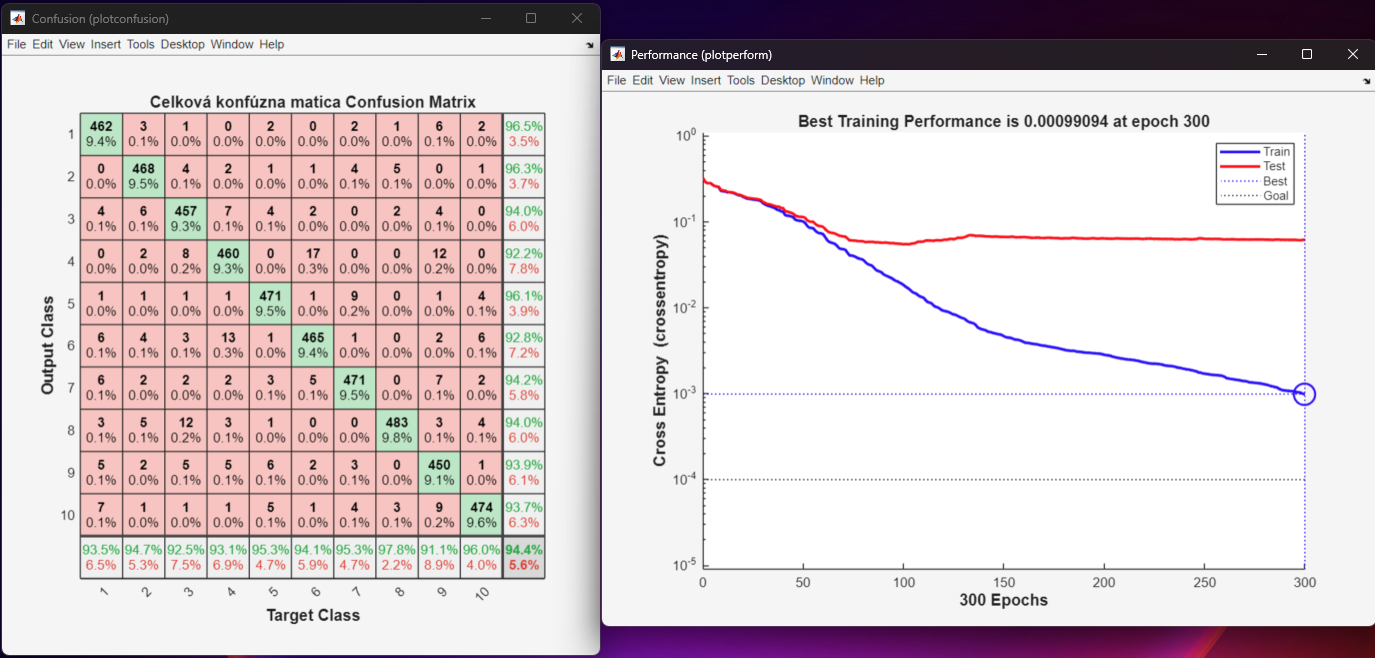 Confusion (plotconfusion)
File Edit View Insert Tools Desktop Window Help
Celková konfúzna matica Confusion Matrix
1 462 3 1 0 2 0 2 1 6 2 96.5%
9.4% 0.1% 0.0% 0.0% 0.0% 0.0% 0.0% 0.0% 0.1% 0.0% 3.5%
2 0 468 4 2 1 1 4 5 0 1 96.3%
0.0% 9.5% 0.1% 0.0% 0.0% 0.0% 0.1% 0.1% 0.0% 0.0% 3.7%
3 4 6 457 7 4 2 0 2 4 0 94.0%
0.1% 0.1% 9.3% 0.1% 0.1% 0.0% 0.0% 0.0% 0.1% 0.0% 6.0%
4 0 2 8 460 0 17 0 0 12 0 92.2%
0.0% 0.0% 0.2% 9.3% 0.0% 0.3% 0.0% 0.0% 0.2% 0.0% 7.8%
5 1 1 1 1 471 1 9 0 1 4 96.1%
0.0% 0.0% 0.0% 0.0% 9.5% 0.0% 0.2% 0.0% 0.0% 0.1% 3.9%
6 6 4 3 13 1 465 1 0 2 6 92.8%
0.1% 0.1% 0.1% 0.3% 0.0% 9.4% 0.0% 0.0% 0.0% 0.1% 7.2%
7 6 2 2 2 3 5 471 0 7 2 94.2%
0.1% 0.0% 0.0% 0.0% 0.1% 0.1% 9.5% 0.0% 0.1% 0.0% 5.8%
8 3 5 12 3 1 0 0 483 3 4 94.0%
0.1% 0.1% 0.2% 0.1% 0.0% 0.0% 0.0% 9.8% 0.1% 0.1% 6.0%
9 5 2 5 5 6 2 3 0 450 1 93.9%
0.1% 0.0% 0.1% 0.1% 0.1% 0.0% 0.1% 0.0% 9.1% 0.0% 6.1%
10 7 1 1 1 5 1 4 3 9 474 93.7%
0.1% 0.0% 0.0% 0.0% 0.1% 0.0% 0.1% 0.1% 0.2% 9.6% 6.3%
93.5% 94.7% 92.5% 93.1% 95.3% 94.1% 95.3% 97.8% 91.1% 96.0% 94.4%
6.5% 5.3% 7.5% 6.9% 4.7% 5.9% 4.7% 2.2% 8.9% 4.0% 5.6%
1 2 3 4 5 6 7 8 9 10
Target Class
Output Class
Performance (plotperform)
File Edit View Insert Tools Desktop Window Help
Best Training Performance is 0.00099094 at epoch 300
Train
Test
Best
Goal
10^0
10^-1
10^-2
10^-3
10^-4
10^-5
Cross Entropy (crossentropy)
0 50 100 150 200 250 300
300 Epochs